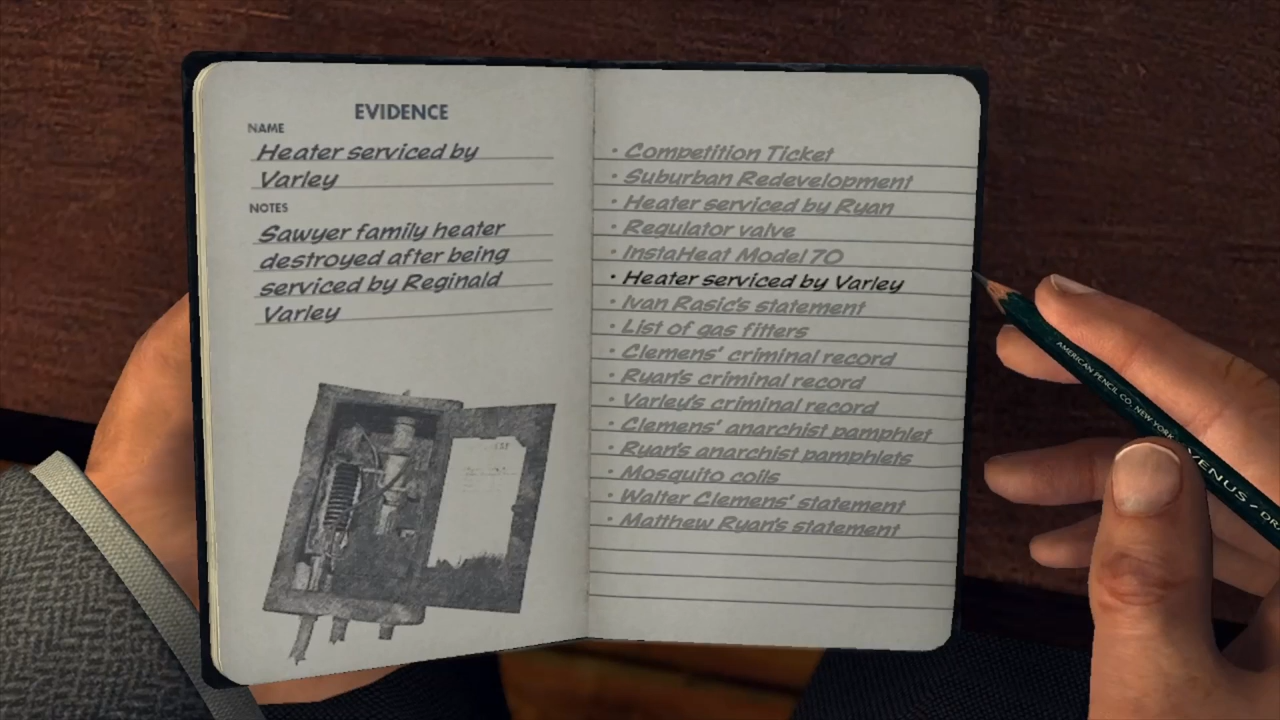 EVIDENCE
NAME
Heater serviced by
Varley
NOTES
Sawyer family heater
destroyed after being
serviced by Reginald
Varley
• Competition Ticket
• Suburban Redevelopment
• Heater serviced by Ryan
• Regulator valve
• InstaHeat Model 70
• Heater serviced by Varley
• Ivan Rasic's statement
• List of gas fitters
• Clemens' criminal record
• Ryan's criminal record
• Varley's criminal record
• Clemens' anarchist pamphlet
• Ryan's anarchist pamphlets
• Mosquito coils
• Walter Clemens' statement
• Matthew Ryan's statement
AMERICAN PENCIL CO. NEW YORK
VENUS / DRA